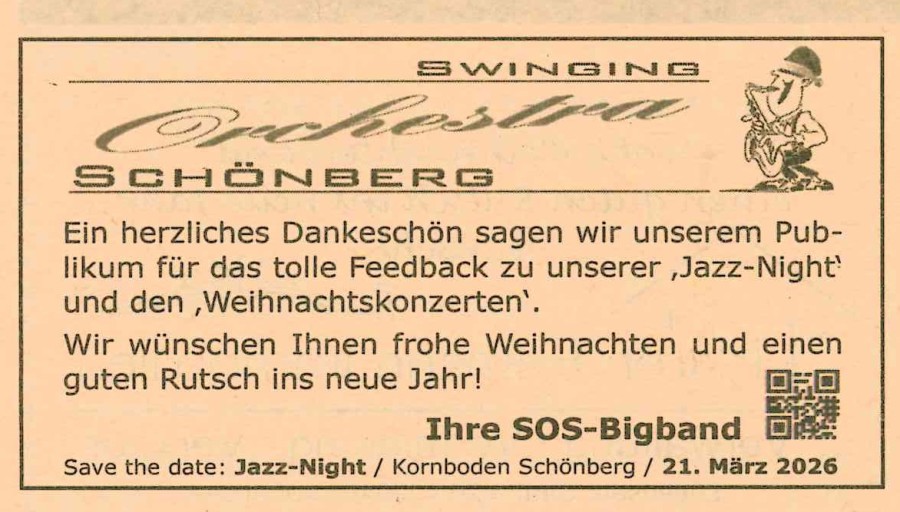 SWINGING
Orchestra
SCHÖNBERG
Ein herzliches Dankeschön sagen wir unserem Pub-
likum für das tolle Feedback zu unserer ‚Jazz-Night‛
und den ‚Weihnachtskonzerten‛.
Wir wünschen Ihnen frohe Weihnachten und einen
guten Rutsch ins neue Jahr!
Ihre SOS-Bigband
Save the date: Jazz-Night / Kornboden Schönberg / 21. März 2026